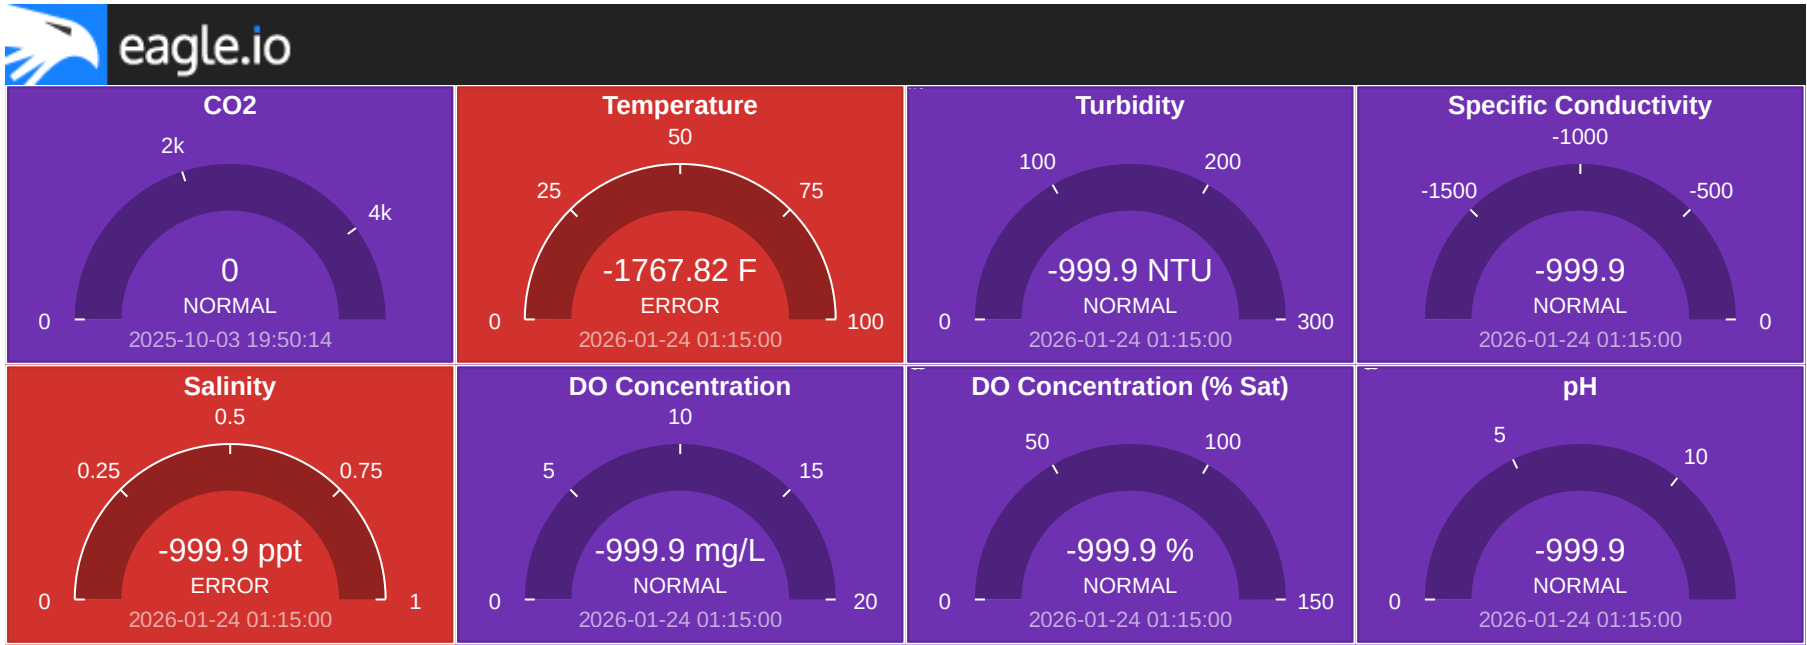 eagle.io
CO2
2k
4k
0
NORMAL
0
2025-10-03 19:50:14
Temperature
50
25
75
-1767.82 F
ERROR
0
100
2026-01-24 01:15:00
Turbidity
100
200
-999.9 NTU
NORMAL
0
300
2026-01-24 01:15:00
Specific Conductivity
-1000
-1500
-500
-999.9
NORMAL
0
2026-01-24 01:15:00
Salinity
0.5
0.25
0.75
-999.9 ppt
ERROR
0
1
2026-01-24 01:15:00
DO Concentration
10
5
15
-999.9 mg/L
NORMAL
0
20
2026-01-24 01:15:00
DO Concentration (% Sat)
50
100
-999.9 %
NORMAL
0
150
2026-01-24 01:15:00
pH
5
10
-999.9
NORMAL
0
2026-01-24 01:15:00